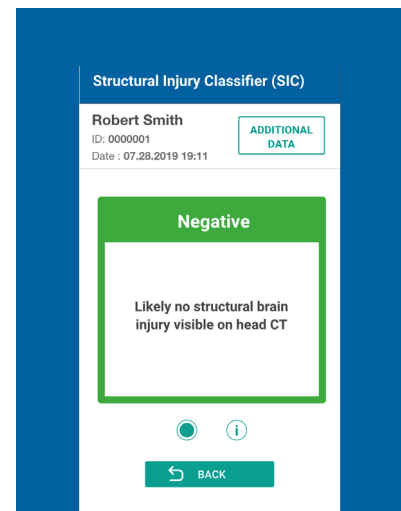 Structural Injury Classifier (SIC)
Robert Smith
ID: 0000001
Date : 07.28.2019 19:11
ADDITIONAL
DATA
Negative
Likely no structural brain
injury visible on head CT
i
BACK